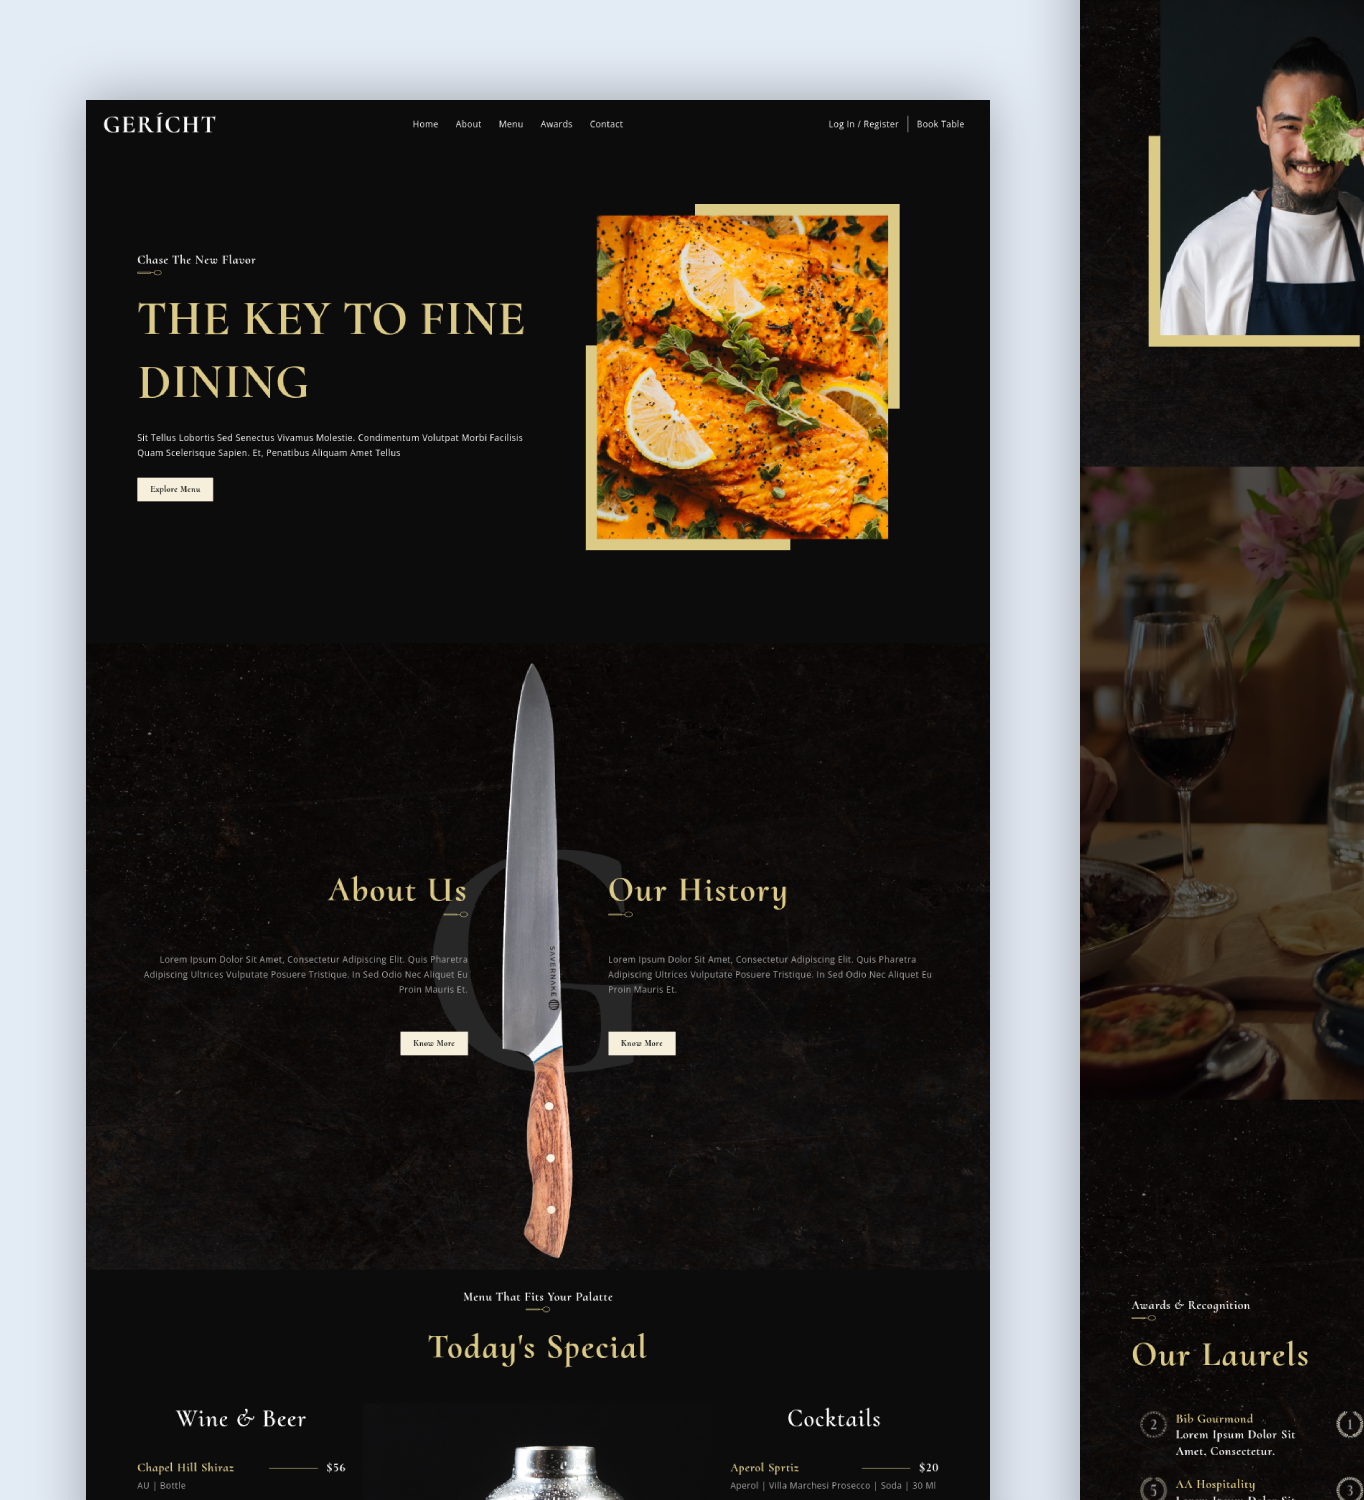 GERÍCHT
Home About Menu Awards Contact
Log In / Register Book Table
Chase The New Flavor
THE KEY TO FINE
DINING
Sit Tellus Lobortis Sed Senectus Vivamus Molestie. Condimentum Volutpat Morbi Facilisis
Quam Scelerisque Sapien. Et, Penatibus Aliquam Amet Tellus
Explore Menu
About Us
Lorem Ipsum Dolor Sit Amet, Consectetur Adipiscing Elit. Quis Pharetra
Adipiscing Ultrices Vulputate Posuere Tristique. In Sed Odio Nec Aliquet Eu
Proin Mauris Et.
Know More
G
SAVERNAKE
Our History
Lorem Ipsum Dolor Sit Amet, Consectetur Adipiscing Elit. Quis Pharetra
Adipiscing Ultrices Vulputate Posuere Tristique. In Sed Odio Nec Aliquet Eu
Proin Mauris Et.
Know More
Menu That Fits Your Palatte
Today's Special
Wine & Beer
Chapel Hill Shiraz $56
AU | Bottle
Cocktails
Aperol Sprtiz $20
Aperol | Villa Marchesi Prosecco | Soda | 30 Ml
Awards & Recognition
Our Laurels
2
Bib Gourmond
Lorem Ipsum Dolor Sit
Amet, Consectetur.
1
5
AA Hospitality
Lorem Ipsum Dolor Sit
3